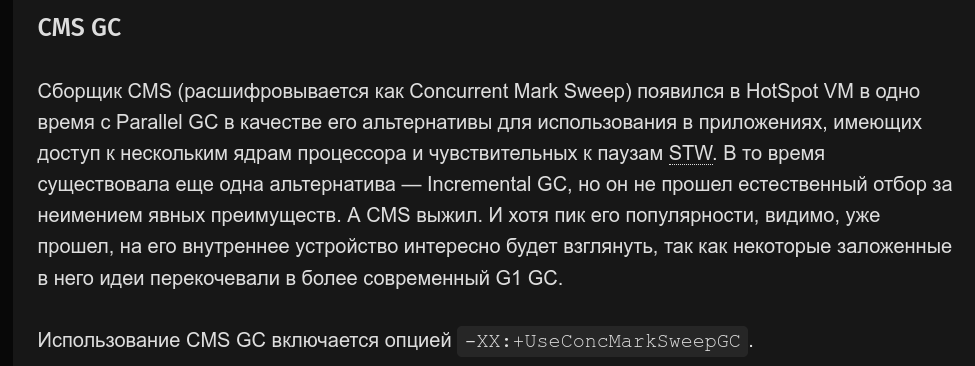 CMS GC
Сборщик CMS (расшифровывается как Concurrent Mark Sweep) появился в HotSpot VM в одно
время с Parallel GC в качестве его альтернативы для использования в приложениях, имеющих
доступ к нескольким ядрам процессора и чувствительных к паузам STW. В то время
существовала еще одна альтернатива — Incremental GC, но он не прошел естественный отбор за
неимением явных преимуществ. А CMS выжил. И хотя пик его популярности, видимо, уже
прошел, на его внутреннее устройство интересно будет взглянуть, так как некоторые заложенные
в него идеи перекочевали в более современный G1 GC.
Использование CMS GC включается опцией -XX:+UseConcMarkSweepGC.